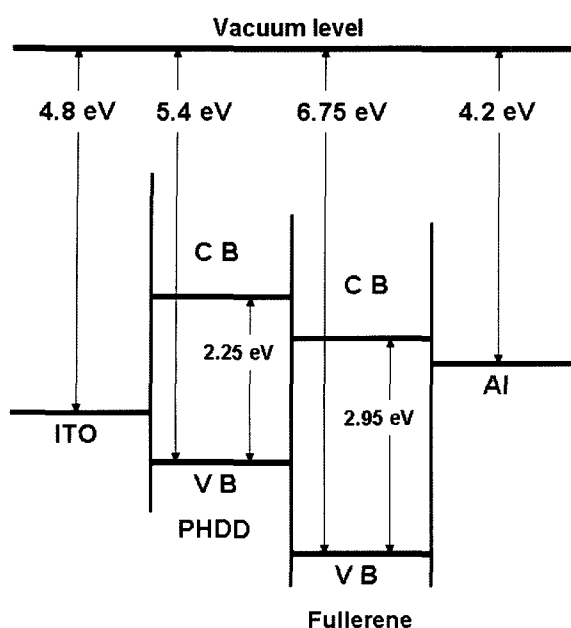 Vacuum level
4.8 eV
5.4 eV
6.75 eV
4.2 eV
C B
C B
2.25 eV
Al
2.95 eV
ITO
V B
PHDD
V B
Fullerene